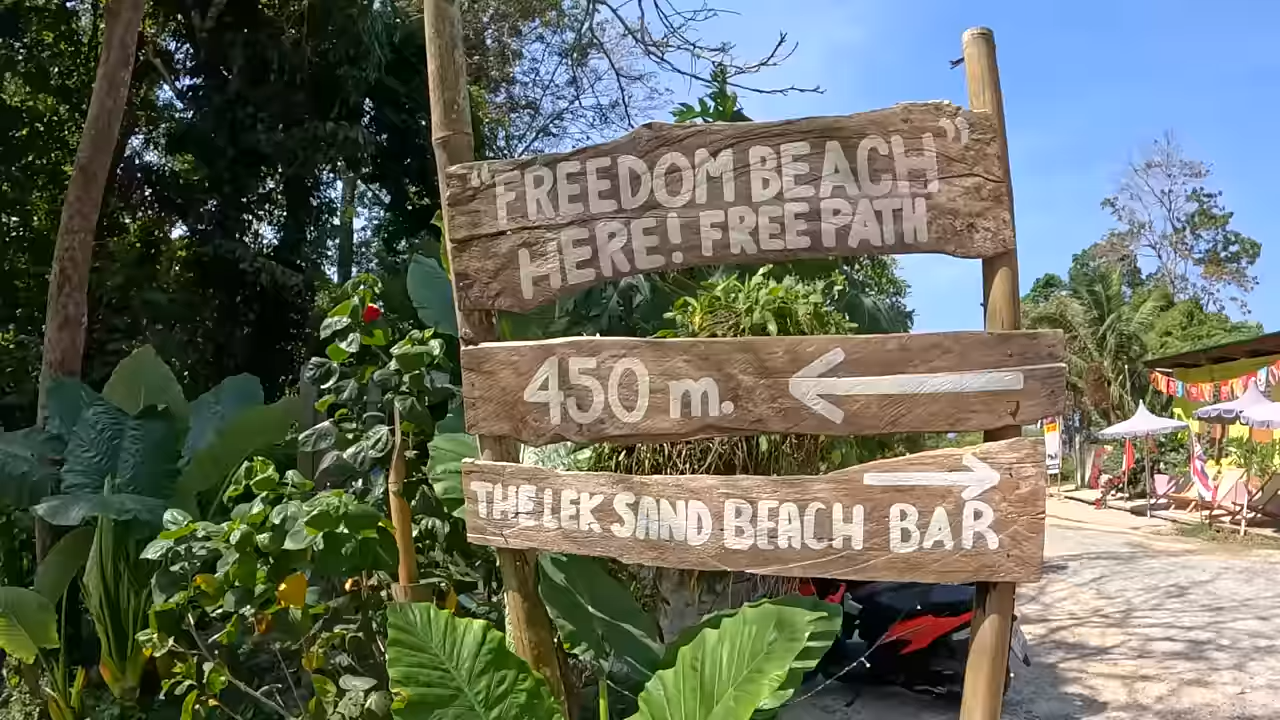 "FREEDOM BEACH"
HERE! FREE PATH
450 m.
THE LEK SAND BEACH BAR